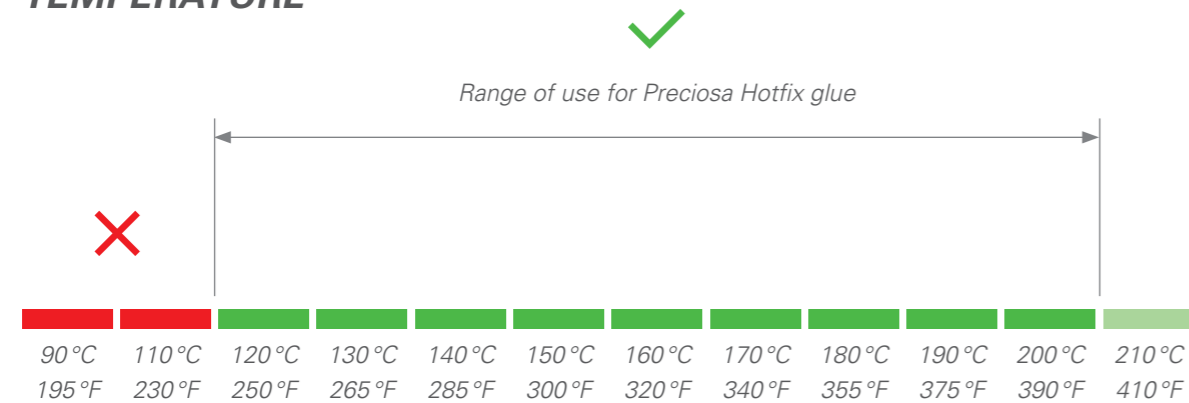 TEMPERATURE
Range of use for Preciosa Hotfix glue
90 °C 110 °C 120 °C 130 °C 140 °C 150 °C 160 °C 170 °C 180 °C 190 °C 200 °C 210 °C
195 °F 230 °F 250 °F 265 °F 285 °F 300 °F 320 °F 340 °F 355 °F 375 °F 390 °F 410 °F